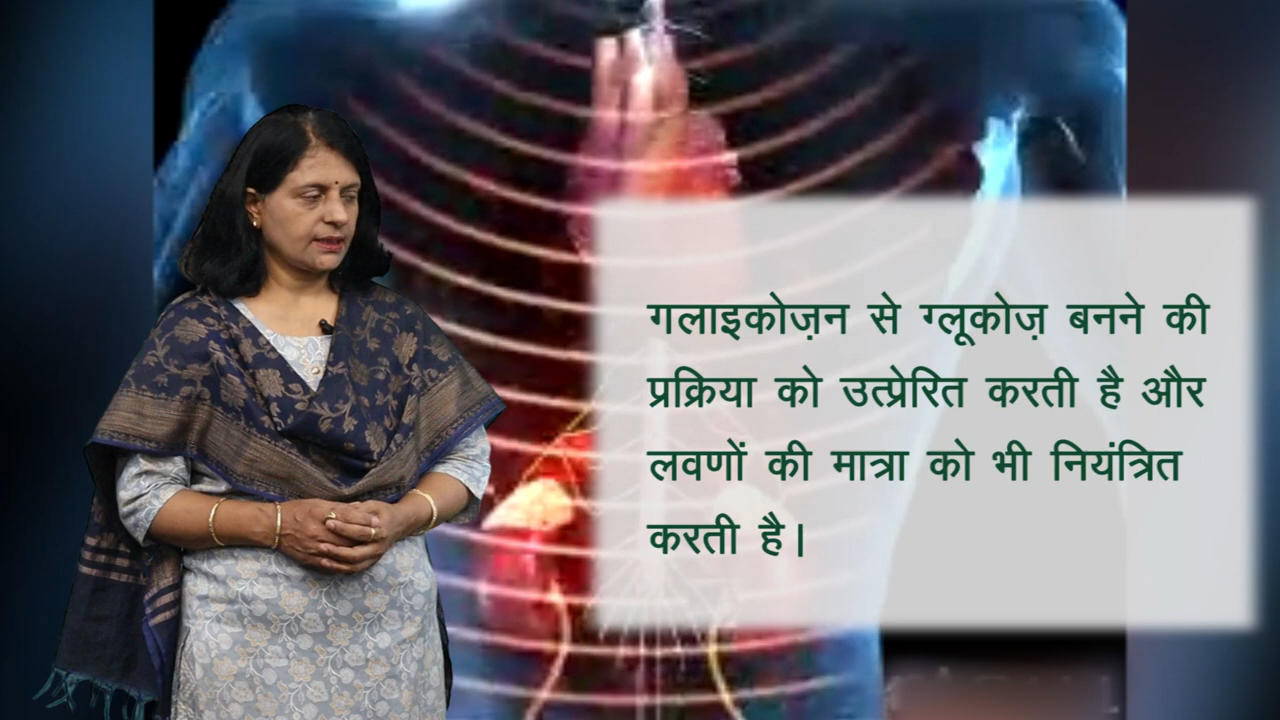 गलाइकोज़न से ग्लूकोज़ बनने की
प्रक्रिया को उत्प्रेरित करती है और
लवणों की मात्रा को भी नियंत्रित
करती है।